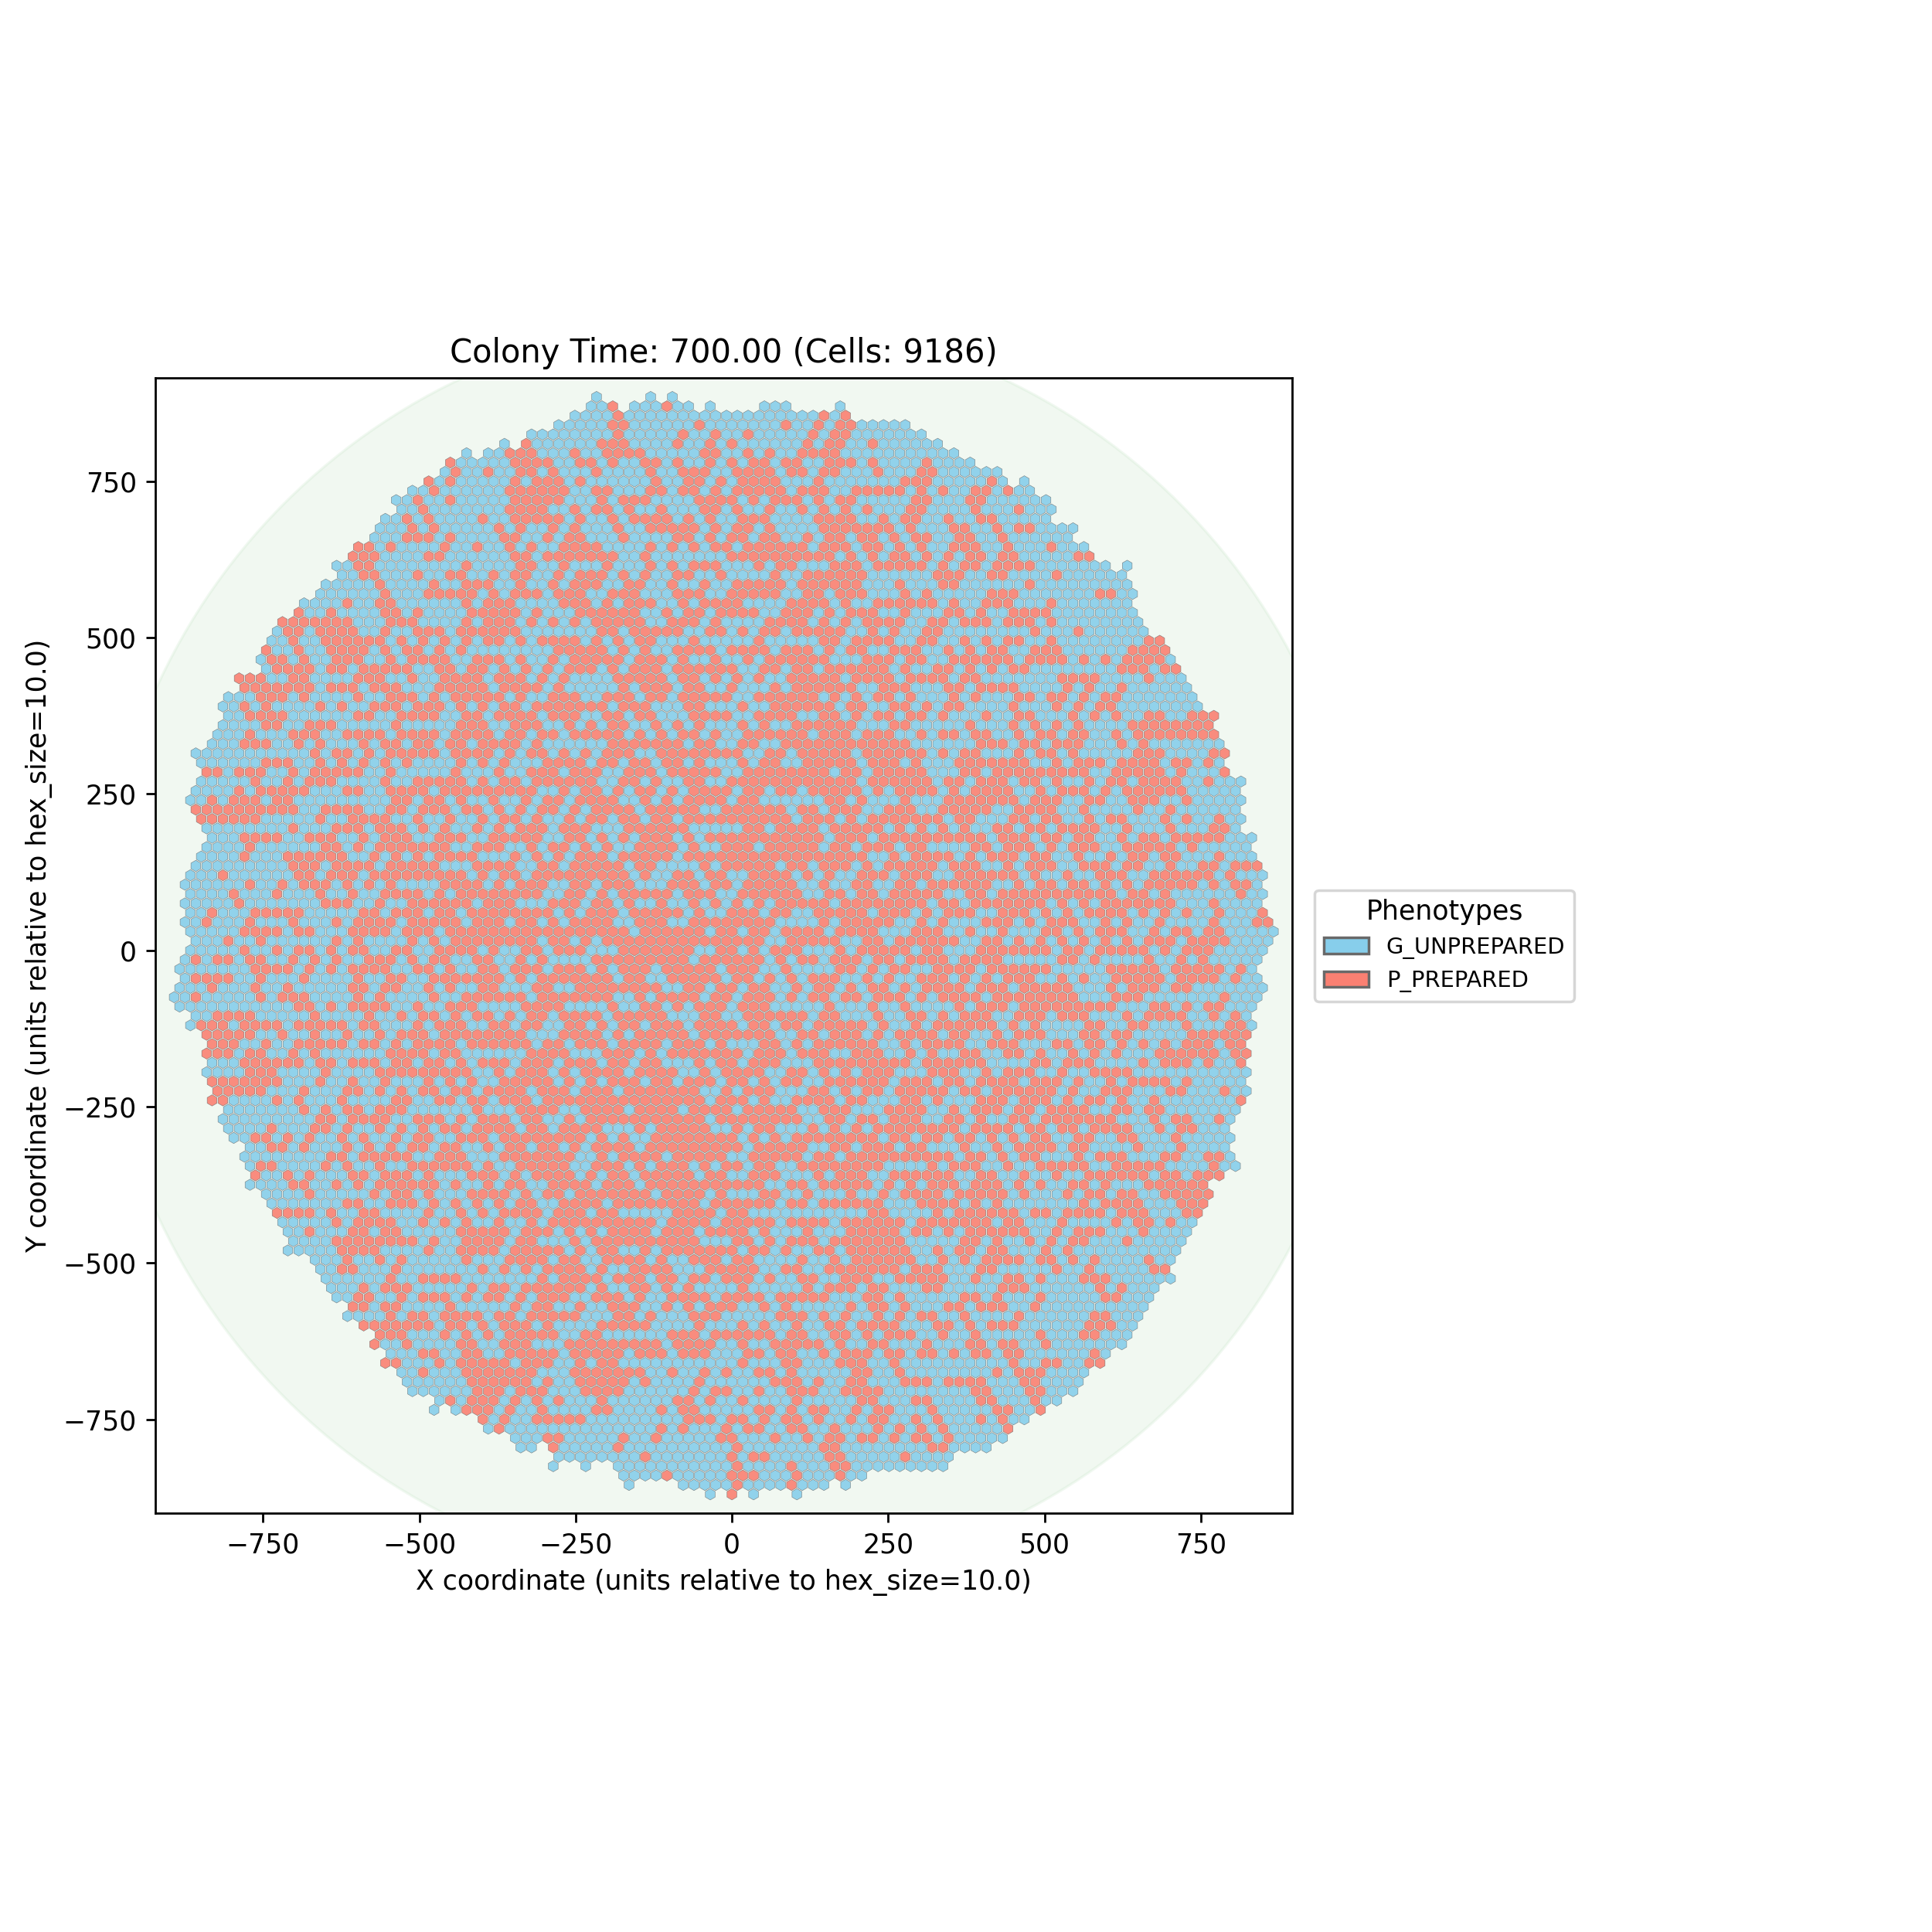 Colony Time: 700.00 (Cells: 9186)
Y coordinate (units relative to hex_size=10.0)
750
500
250
0
−250
−500
−750
−750 −500 −250 0 250 500 750
X coordinate (units relative to hex_size=10.0)
Phenotypes
G_UNPREPARED
P_PREPARED